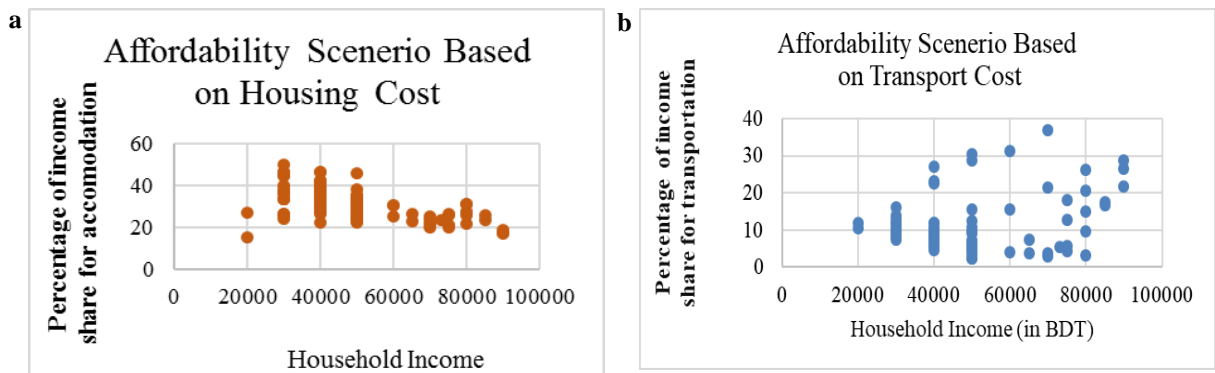 a
Affordability Scenerio Based
on Housing Cost
Percentage of income
share for accomodation
60
40
20
0
0 20000 40000 60000 80000 100000
Household Income
b
Affordability Scenerio Based
on Transport Cost
Percentage of income
share for transportation
40
30
20
10
0
0 20000 40000 60000 80000 100000
Household Income (in BDT)